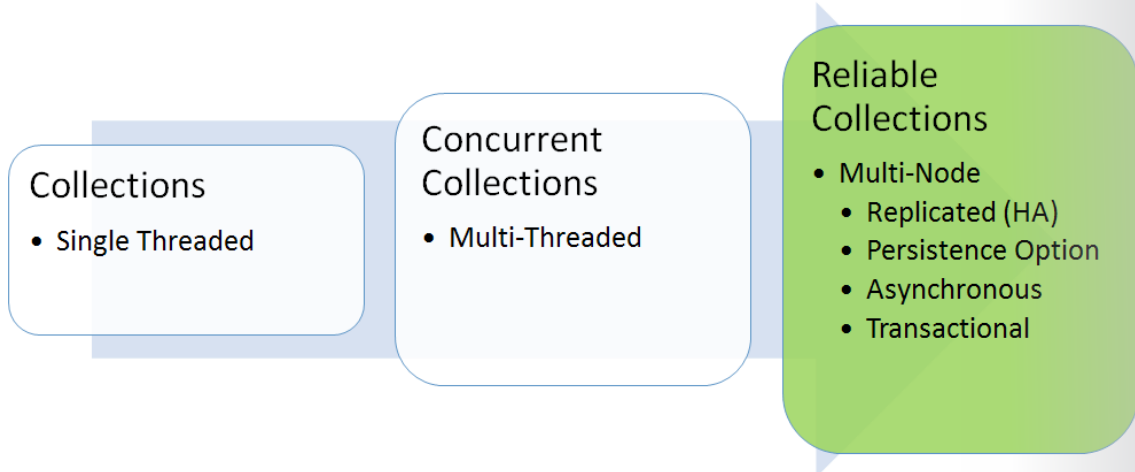 Collections
• Single Threaded
Concurrent
Collections
• Multi-Threaded
Reliable
Collections
• Multi-Node
• Replicated (HA)
• Persistence Option
• Asynchronous
• Transactional